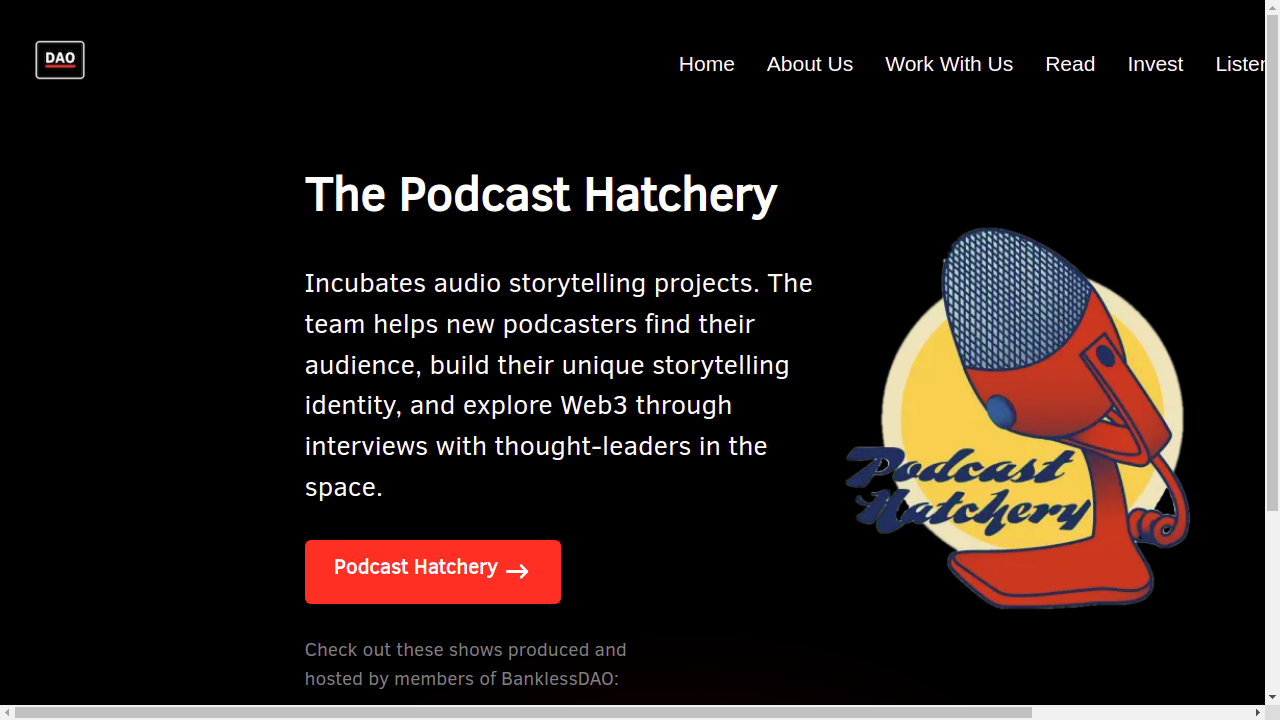 DAO
Home About Us Work With Us Read Invest Listen
The Podcast Hatchery
Incubates audio storytelling projects. The
team helps new podcasters find their
audience, build their unique storytelling
identity, and explore Web3 through
interviews with thought-leaders in the
space.
Podcast
Hatchery
Podcast Hatchery →
Check out these shows produced and
hosted by members of BanklessDAO: